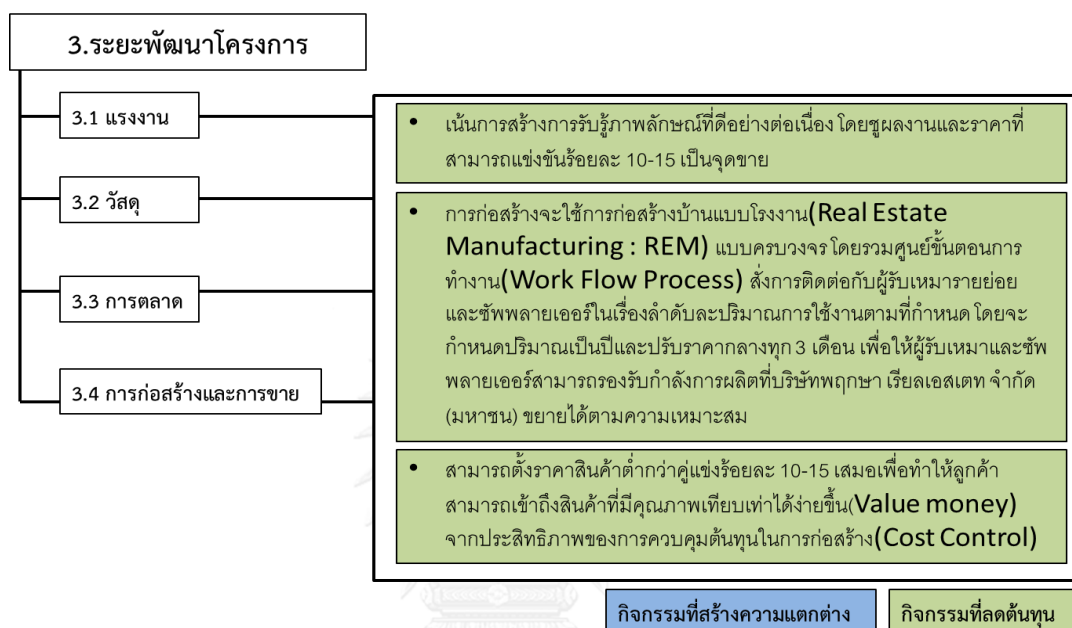 3.ระยะพัฒนาโครงการ
3.1 แรงงาน
3.2 วัสดุ
3.3 การตลาด
3.4 การก่อสร้างและการขาย
• เน้นการสร้างการรับรู้ภาพลักษณ์ที่ดีอย่างต่อเนื่อง โดยชูผลงานและราคาที่
สามารถแข่งขันร้อยละ 10-15 เป็นจุดขาย
• การก่อสร้างจะใช้การก่อสร้างบ้านแบบโรงงาน(Real Estate
Manufacturing : REM) แบบครบวงจร โดยรวมศูนย์ขั้นตอนการ
ทำงาน(Work Flow Process) สั่งการติดต่อกับผู้รับเหมารายย่อย
และซัพพลายเออร์ในเรื่องลำดับละปริมาณการใช้งานตามที่กำหนด โดยจะ
กำหนดปริมาณเป็นปีและปรับราคากลางทุก 3 เดือน เพื่อให้ผู้รับเหมาและซัพ
พลายเออร์สามารถรองรับกำลังการผลิตที่บริษัทพฤกษา เรียลเอสเตท จำกัด
(มหาชน) ขยายได้ตามความเหมาะสม
• สามารถตั้งราคาสินค้าต่ำกว่าคู่แข่งร้อยละ 10-15 เสมอเพื่อทำให้ลูกค้า
สามารถเข้าถึงสินค้าที่มีคุณภาพเทียบเท่าได้ง่ายขึ้น(Value money)
จากประสิทธิภาพของการควบคุมต้นทุนในการก่อสร้าง(Cost Control)
กิจกรรมที่สร้างความแตกต่าง
กิจกรรมที่ลดต้นทุน